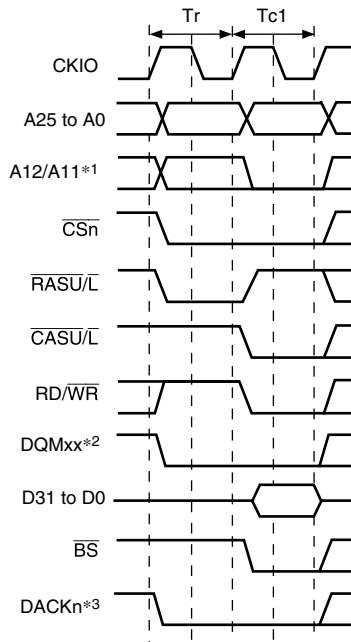 Tr Tc1
CKIO
A25 to A0
A12/A11*1
CSn
RASU/L
CASU/L
RD/WR
DQMxx*2
D31 to D0
BS
DACKn*3